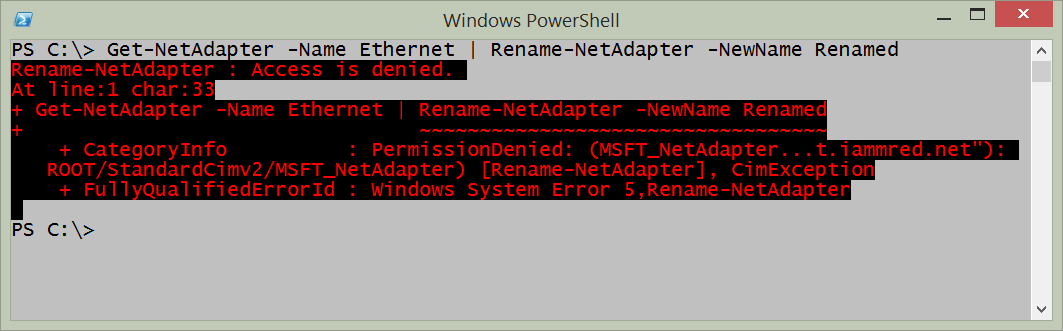 Windows PowerShell
PS C:\> Get-NetAdapter -Name Ethernet | Rename-NetAdapter -NewName Renamed
Rename-NetAdapter : Access is denied.
At line:1 char:33
+ Get-NetAdapter -Name Ethernet | Rename-NetAdapter -NewName Renamed
+                                 ~~~~~~~~~~~~~~~~~~~~~~~~~~~~~~~~~~
    + CategoryInfo          : PermissionDenied: (MSFT_NetAdapter...t.iammred.net"):
   ROOT/StandardCimv2/MSFT_NetAdapter) [Rename-NetAdapter], CimException
    + FullyQualifiedErrorId : Windows System Error 5,Rename-NetAdapter
PS C:\>